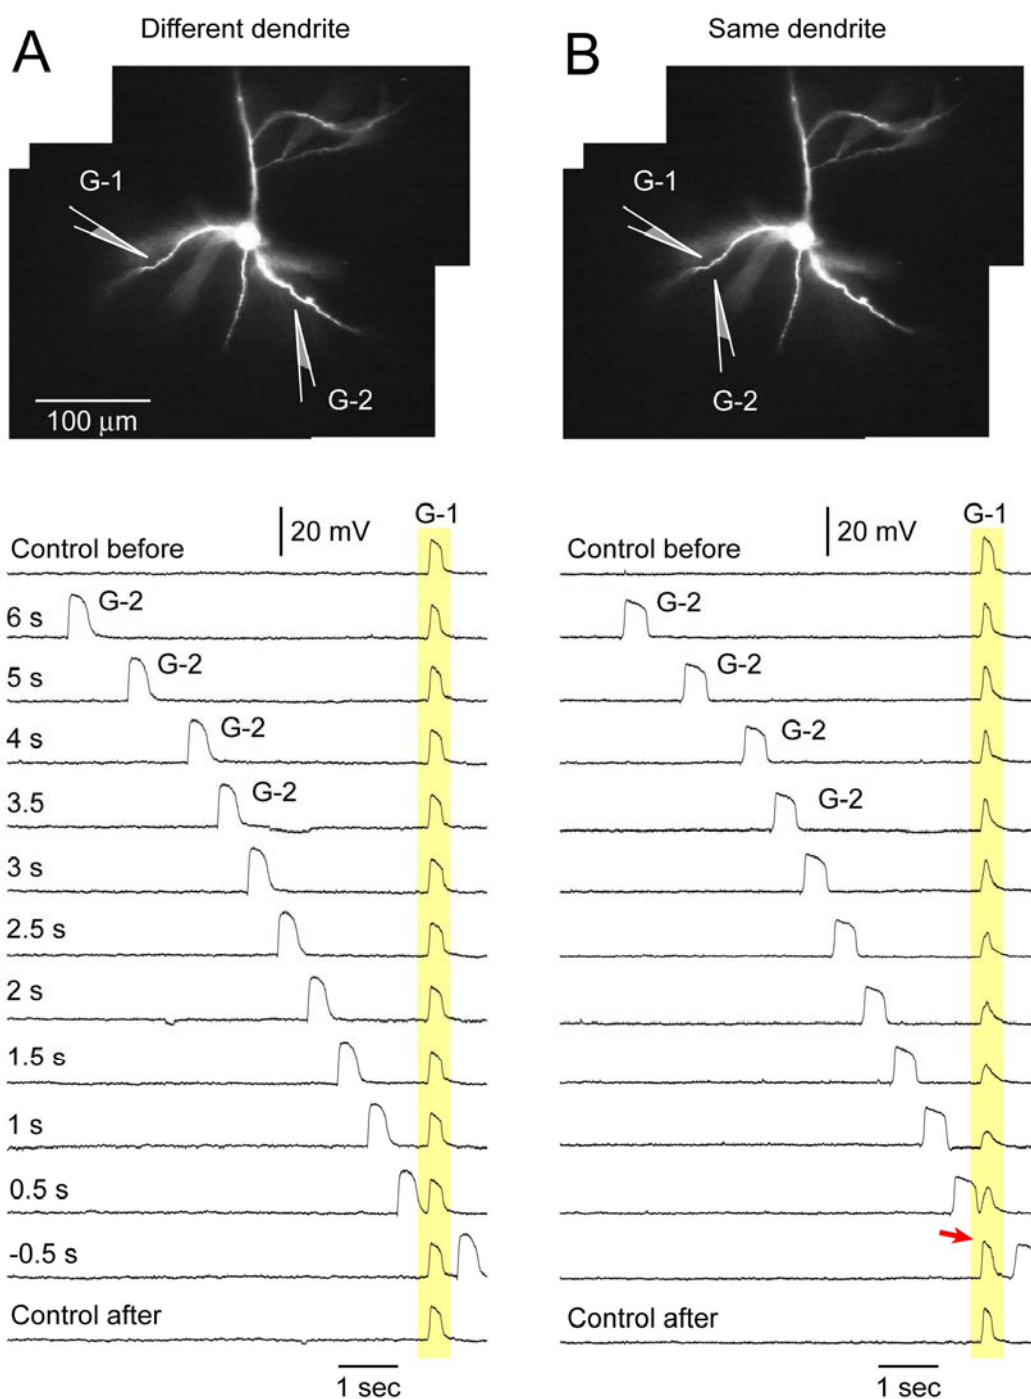 A
Different dendrite
G-1
G-2
100 μm
20 mV
G-1
Control before
6 s
G-2
5 s
G-2
4 s
G-2
3.5
G-2
3 s
2.5 s
2 s
1.5 s
1 s
0.5 s
-0.5 s
Control after
1 sec
B
Same dendrite
G-1
G-2
20 mV
G-1
Control before
G-2
G-2
G-2
G-2
Control after
1 sec